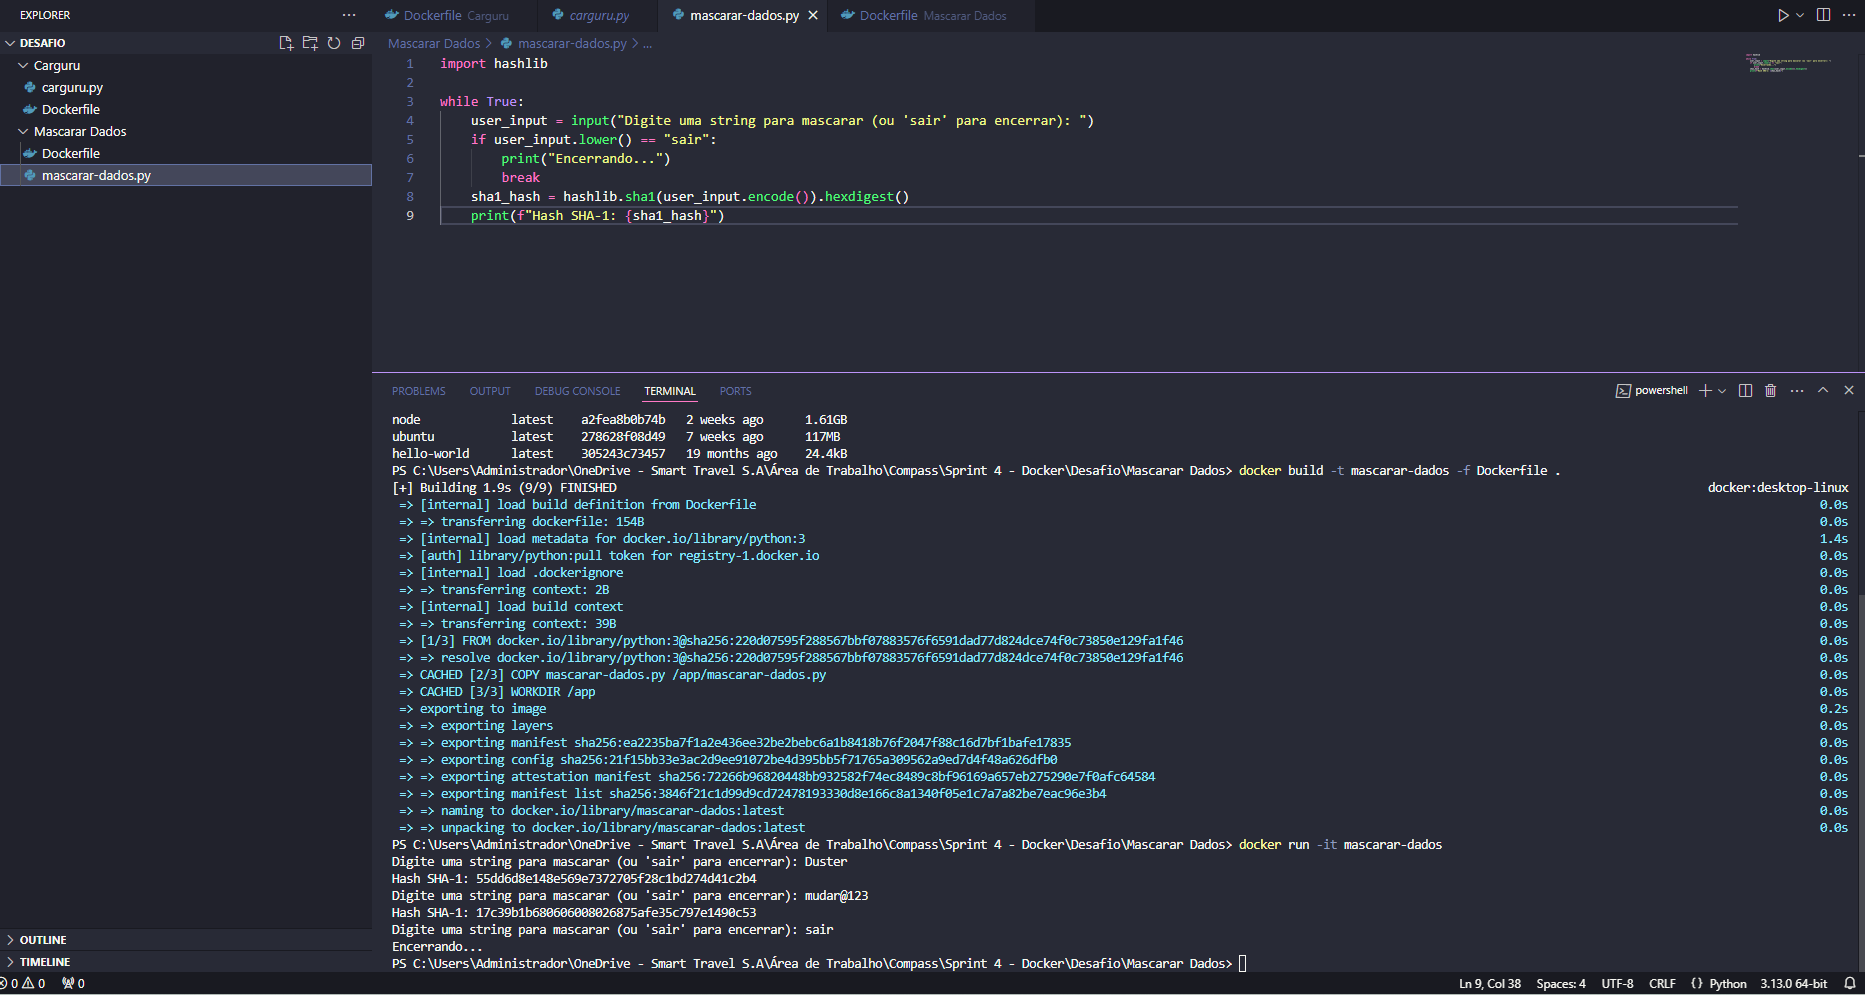 EXPLORER
DESAFIO
Carguru
carguru.py
Dockerfile
Mascarar Dados
Dockerfile
mascarar-dados.py
OUTLINE
TIMELINE
Dockerfile Carguru
carguru.py
mascarar-dados.py
Dockerfile Mascarar Dados
Mascarar Dados > mascarar-dados.py > ...
1 import hashlib
2
3 while True:
4 user_input = input("Digite uma string para mascarar (ou 'sair' para encerrar): ")
5 if user_input.lower() == "sair":
6 print("Encerrando...")
7 break
8 sha1_hash = hashlib.sha1(user_input.encode()).hexdigest()
9 print(f"Hash SHA-1: {sha1_hash}")
PROBLEMS OUTPUT DEBUG CONSOLE TERMINAL PORTS
powershell
node latest a2fea8b0b74b 2 weeks ago 1.61GB
ubuntu latest 278628f08d49 7 weeks ago 117MB
hello-world latest 305243c73457 19 months ago 24.4kB
PS C:\Users\Administrador\OneDrive - Smart Travel S.A\Área de Trabalho\Compass\Sprint 4 - Docker\Desafio\Mascarar Dados> docker build -t mascarar-dados -f Dockerfile .
[+] Building 1.9s (9/9) FINISHED docker:desktop-linux
=> [internal] load build definition from Dockerfile 0.0s
=> => transferring dockerfile: 154B 0.0s
=> [internal] load metadata for docker.io/library/python:3 1.4s
=> [auth] library/python:pull token for registry-1.docker.io 0.0s
=> [internal] load .dockerignore 0.0s
=> => transferring context: 2B 0.0s
=> [internal] load build context 0.0s
=> => transferring context: 39B 0.0s
=> [1/3] FROM docker.io/library/python:3@sha256:220d07595f288567bbf07883576f6591dad77d824dce74f0c73850e129fa1f46 0.0s
=> => resolve docker.io/library/python:3@sha256:220d07595f288567bbf07883576f6591dad77d824dce74f0c73850e129fa1f46 0.0s
=> CACHED [2/3] COPY mascarar-dados.py /app/mascarar-dados.py 0.0s
=> CACHED [3/3] WORKDIR /app 0.0s
=> exporting to image 0.2s
=> => exporting layers 0.0s
=> => exporting manifest sha256:ea2235ba7f1a2e436ee32be2bebc6a1b8418b76f2047f88c16d7bf1bafe17835 0.0s
=> => exporting config sha256:21f15bb33e3ac2d9ee91072be4d395bb5f71765a309562a9ed7d4f48a626dfb0 0.0s
=> => exporting attestation manifest sha256:72266b96820448bb932582f74ec8489c8bf96169a657eb275290e7f0afc64584 0.0s
=> => exporting manifest list sha256:3846f21c1d99d9cd72478193330d8e166c8a1340f05e1c7a7a82be7eac96e3b4 0.0s
=> => naming to docker.io/library/mascarar-dados:latest 0.0s
=> => unpacking to docker.io/library/mascarar-dados:latest 0.0s
PS C:\Users\Administrador\OneDrive - Smart Travel S.A\Área de Trabalho\Compass\Sprint 4 - Docker\Desafio\Mascarar Dados> docker run -it mascarar-dados
Digite uma string para mascarar (ou 'sair' para encerrar): Duster
Hash SHA-1: 55dd6d8e148e569e7372705f28c1bd274d41c2b4
Digite uma string para mascarar (ou 'sair' para encerrar): mudar@123
Hash SHA-1: 17c39b1b680606008026875afe35c797e1490c53
Digite uma string para mascarar (ou 'sair' para encerrar): sair
Encerrando...
PS C:\Users\Administrador\OneDrive - Smart Travel S.A\Área de Trabalho\Compass\Sprint 4 - Docker\Desafio\Mascarar Dados>
0 0 0 Ln 9, Col 38 Spaces: 4 UTF-8 CRLF {} Python 3.13.0 64-bit